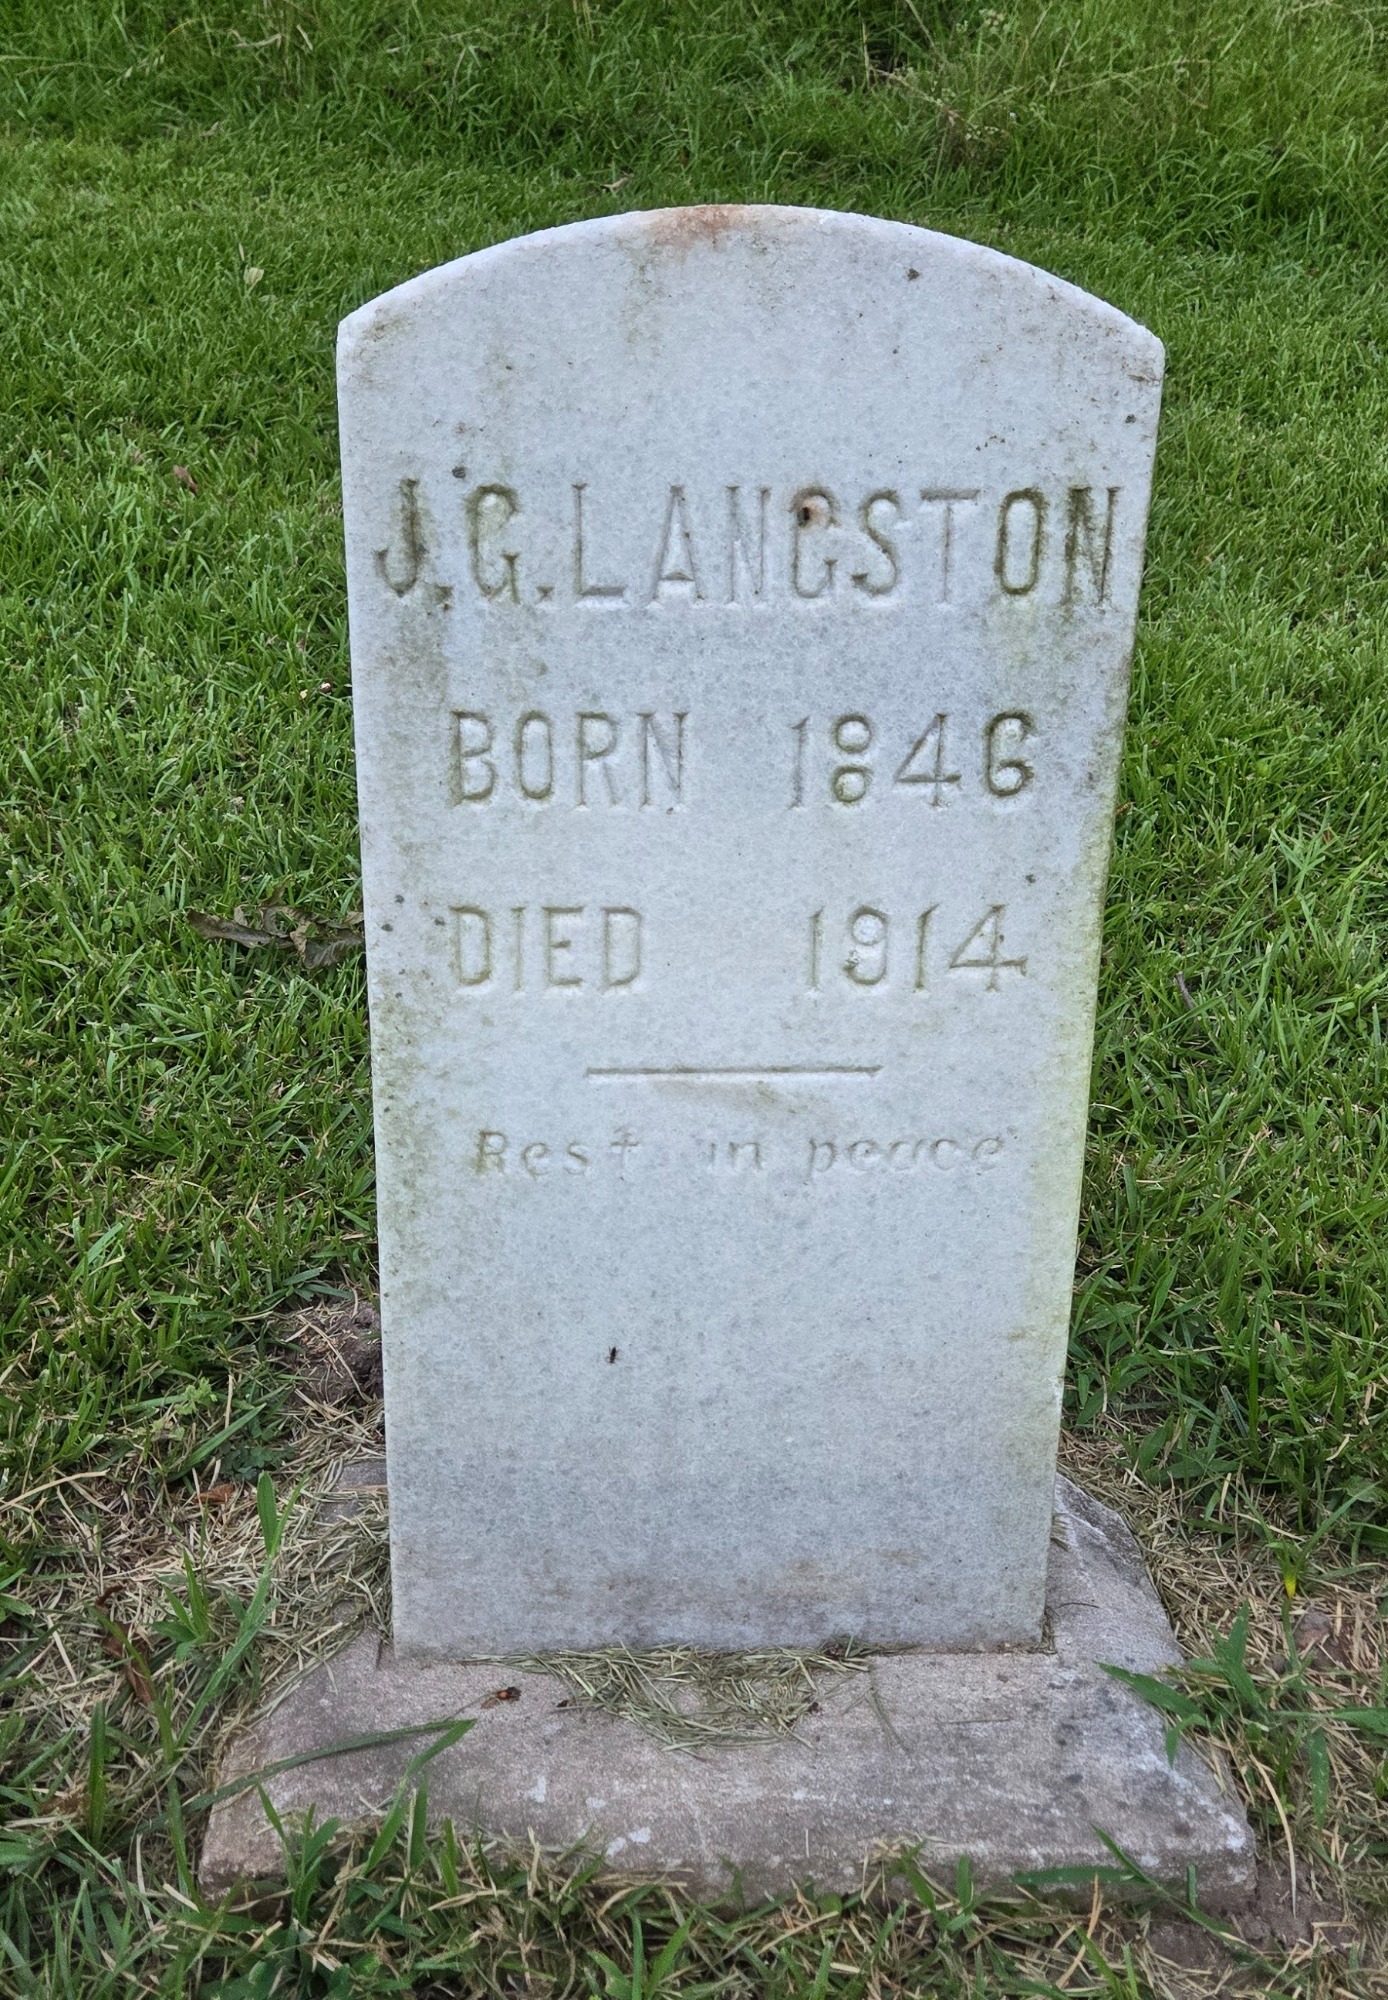 J.G.LANGSTON
BORN 1846
DIED 1914
Rest in peace